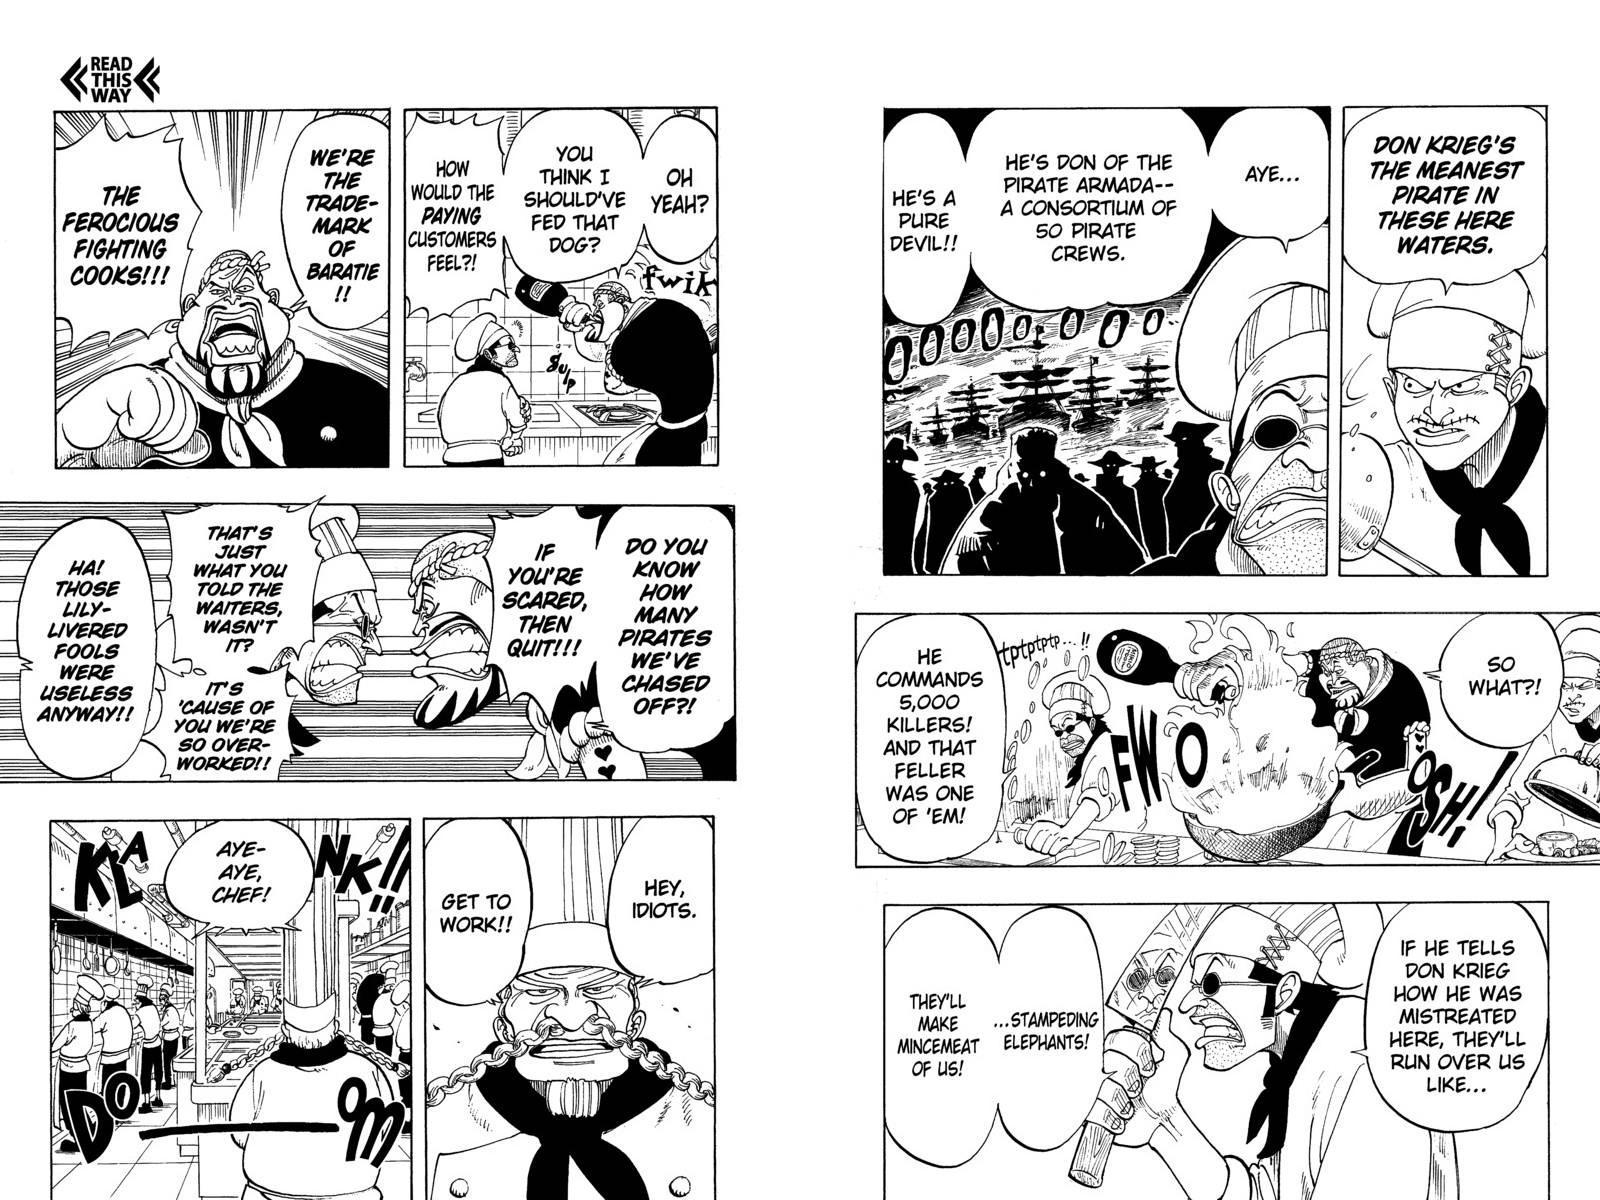 READ
THIS
WAY
DON KRIEG'S
THE MEANEST
PIRATE IN
THESE HERE
WATERS.
AYE...
HE'S DON OF THE
PIRATE ARMADA--
A CONSORTIUM OF
50 PIRATE
CREWS.
HE'S A
PURE
DEVIL!!
OOOOOOOO
SO
WHAT?!
FWOOSH!
tptptptp...!!
HE
COMMANDS
5,000
KILLERS!
AND THAT
FELLER
WAS ONE
OF 'EM!
IF HE TELLS
DON KRIEG
HOW HE WAS
MISTREATED
HERE, THEY'LL
RUN OVER US
LIKE...
...STAMPEDING
ELEPHANTS!
THEY'LL
MAKE
MINCEMEAT
OF US!
OH
YEAH?
fwik
YOU
THINK I
SHOULD'VE
FED THAT
DOG?
gulp
HOW
WOULD THE
PAYING
CUSTOMERS
FEEL?!
WE'RE
THE
TRADE-
MARK
OF
BARATIE
!!
THE
FEROCIOUS
FIGHTING
COOKS!!!
DO YOU
KNOW
HOW
MANY
PIRATES
WE'VE
CHASED
OFF?!
IF
YOU'RE
SCARED,
THEN
QUIT!!!
THAT'S
JUST
WHAT YOU
TOLD THE
WAITERS,
WASN'T
IT?
IT'S
'CAUSE OF
YOU WE'RE
SO OVER-
WORKED!!
HA!
THOSE
LILY-
LIVERED
FOOLS
WERE
USELESS
ANYWAY!!
HEY,
IDIOTS.
GET TO
WORK!!
KLANK!!
AYE-
AYE,
CHEF!
DOOM